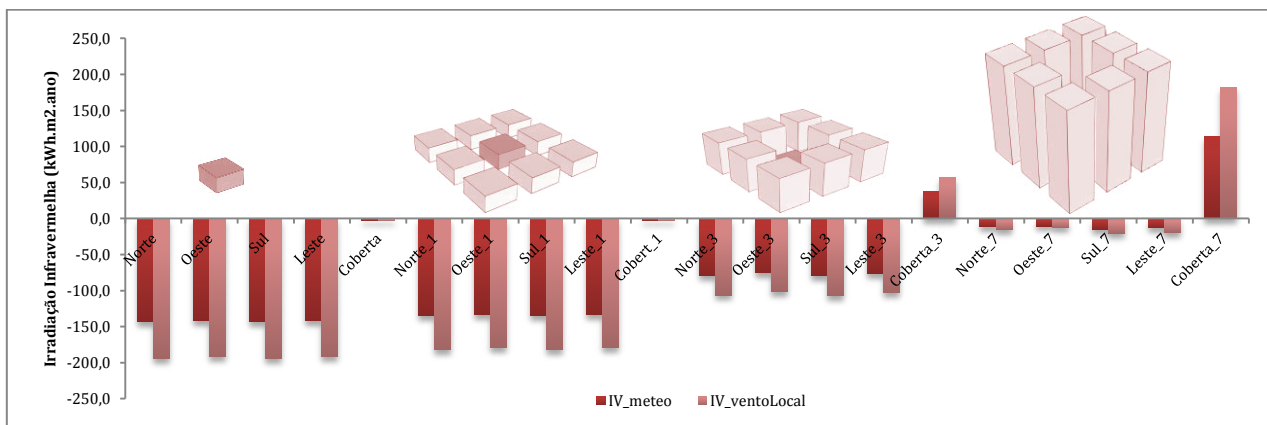 Irradiação Infravermelha (kWh.m2.ano)
250,0
200,0
150,0
100,0
50,0
0,0
-50,0
-100,0
-150,0
-200,0
-250,0
Norte
Oeste
Sul
Leste
Coberta
Norte_1
Oeste_1
Sul_1
Leste_1
Cobert_1
Norte_3
Oeste_3
Sul_3
Leste_3
Coberta_3
Norte_7
Oeste_7
Sul_7
Leste_7
Coberta_7
IV_meteo IV_ventoLocal